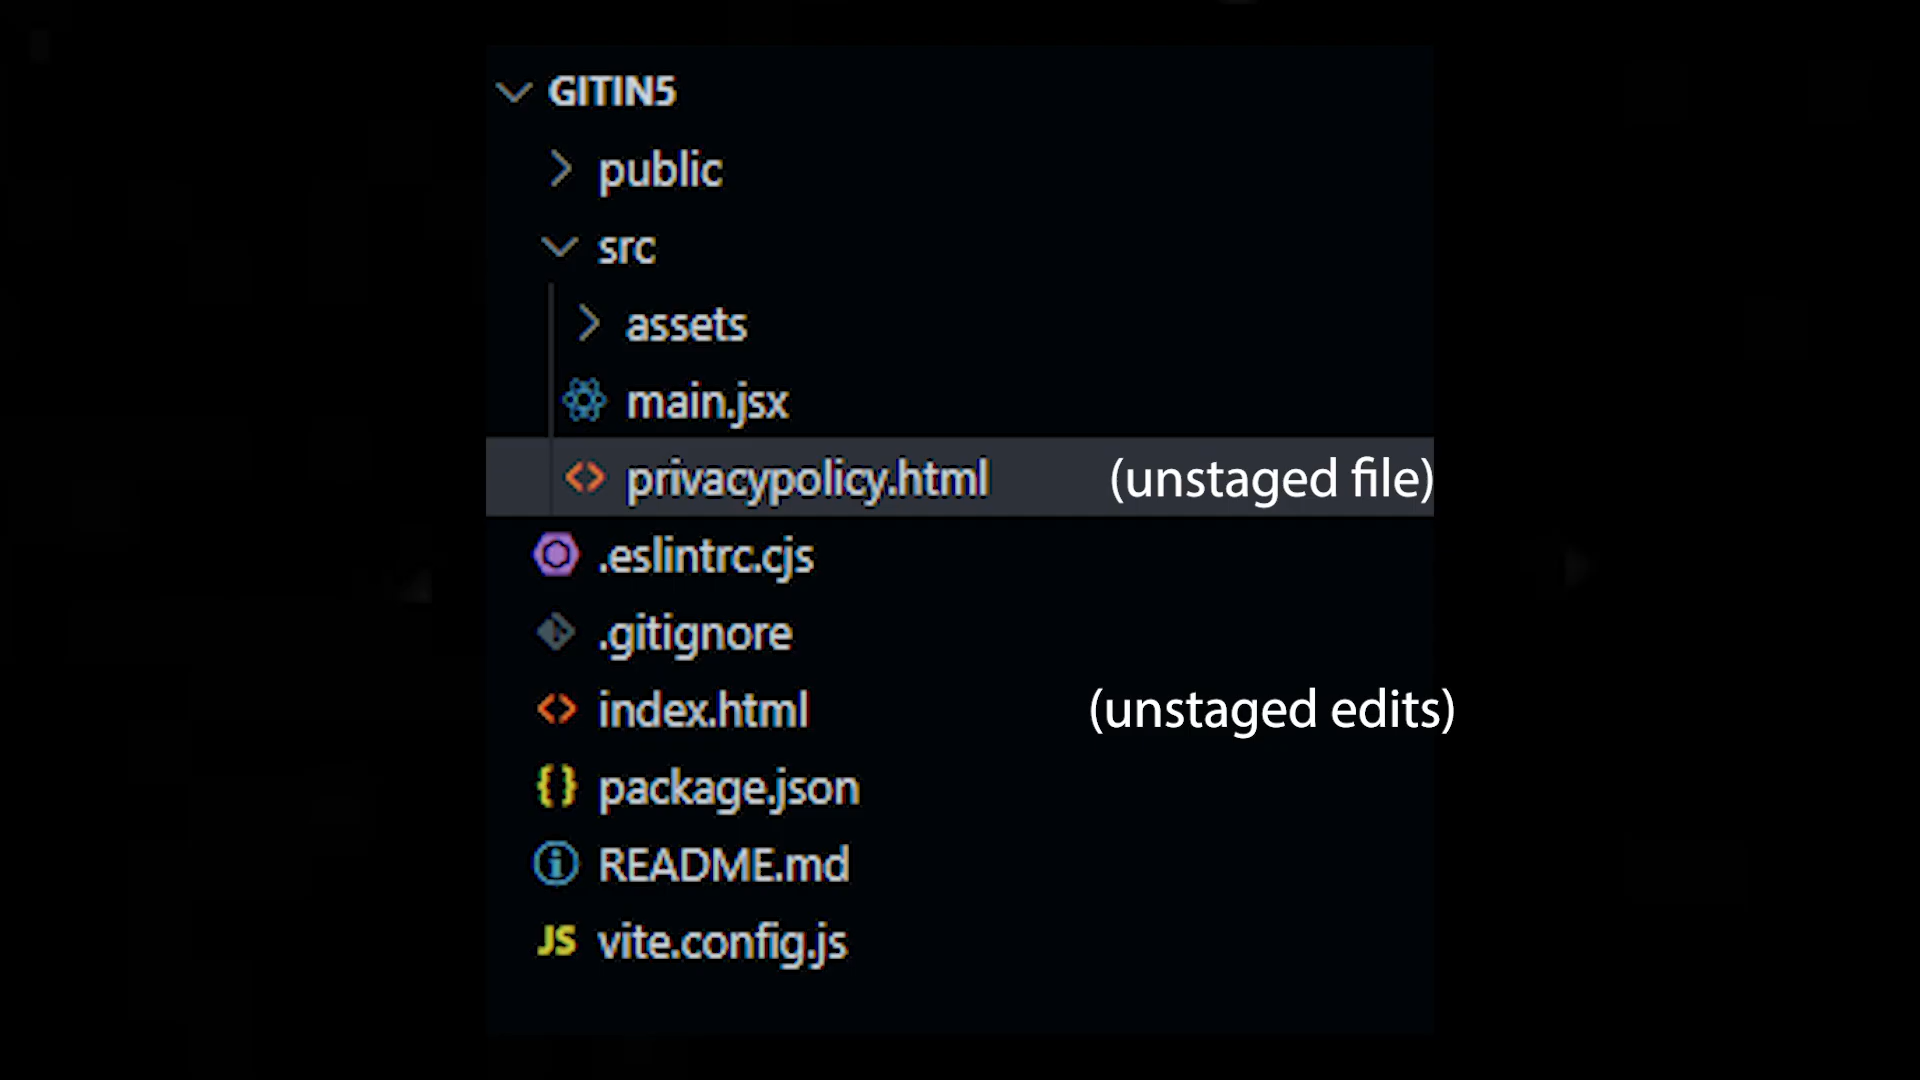 GITIN5
public
src
assets
main.jsx
privacypolicy.html (unstaged file)
.eslintrc.cjs
.gitignore
index.html (unstaged edits)
package.json
README.md
JS vite.config.js